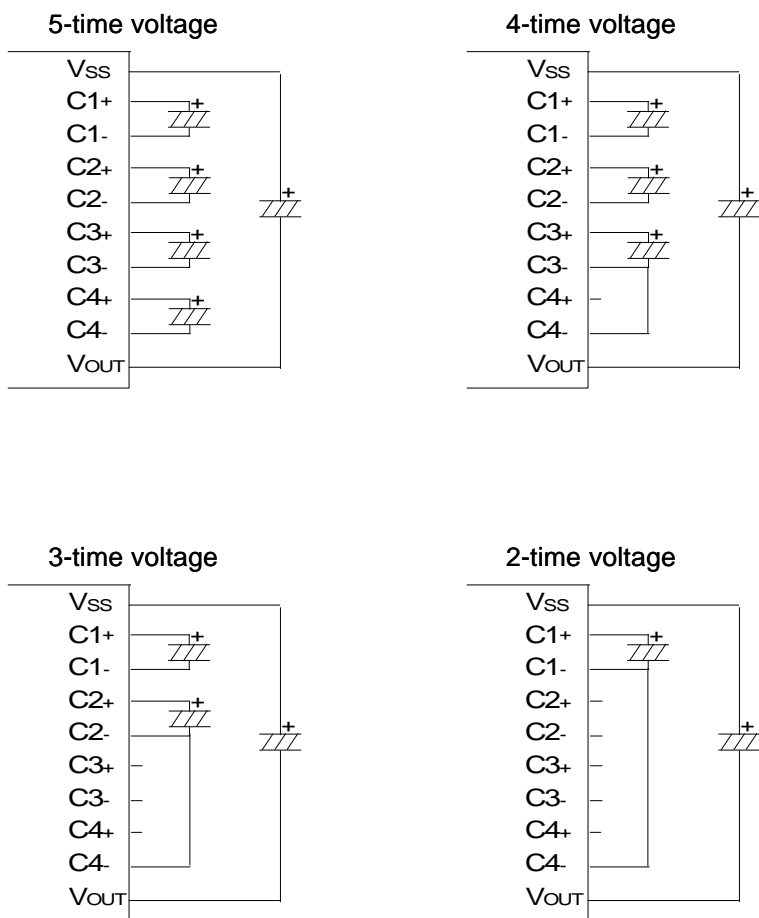 5-time voltage
VSS
C1+
C1-
C2+
C2-
C3+
C3-
C4+
C4-
VOUT
+
+
+
+
+
4-time voltage
VSS
C1+
C1-
C2+
C2-
C3+
C3-
C4+
C4-
VOUT
+
+
+
+
3-time voltage
VSS
C1+
C1-
C2+
C2-
C3+
C3-
C4+
C4-
VOUT
+
+
+
2-time voltage
VSS
C1+
C1-
C2+
C2-
C3+
C3-
C4+
C4-
VOUT
+
+